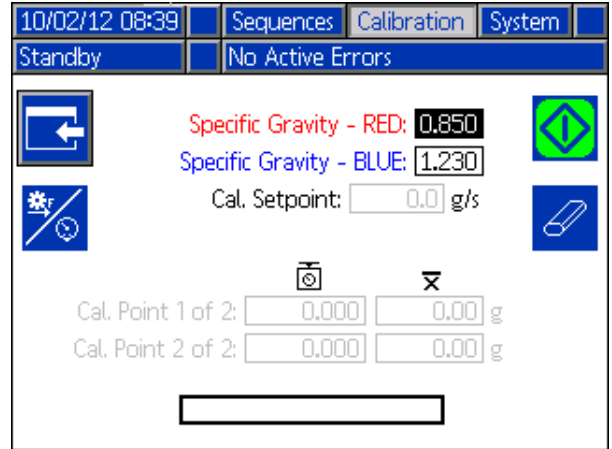 10/02/12 08:39 Sequences Calibration System
Standby No Active Errors
Specific Gravity - RED: 0.850
Specific Gravity - BLUE: 1.230
Cal. Setpoint: 0.0 g/s
F
x
Cal. Point 1 of 2: 0.000 0.00 g
Cal. Point 2 of 2: 0.000 0.00 g